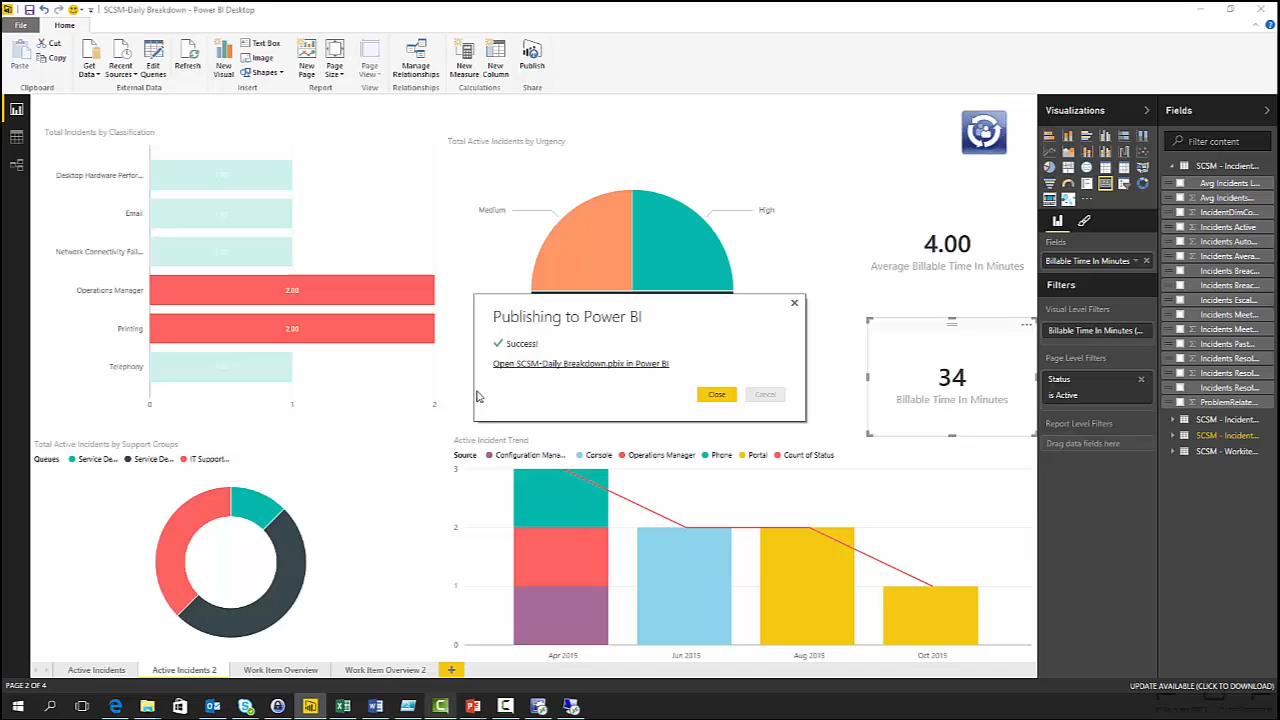 SCSM-Daily Breakdown - Power BI Desktop
File
Home
Paste
Cut
Copy
Clipboard
Get Data
Recent Sources
Edit Queries
External Data
Refresh
New Visual
Text Box
Image
Shapes
Insert
New Page
Page Size
Report
Page View
View
Manage Relationships
Relationships
New Measure
New Column
Calculations
Publish
Share
Total Incidents by Classification
Desktop Hardware Perfor...
1.00
Email
1.00
Network Connectivity Fail...
1.00
Operations Manager
2.00
Printing
2.00
Telephony
1.00
0
1
2
Total Active Incidents by Urgency
Medium
High
4.00
Average Billable Time In Minutes
34
Billable Time In Minutes
Publishing to Power BI
Success!
Open SCSM-Daily Breakdown.pbix in Power BI
Close
Cancel
Total Active Incidents by Support Groups
Queues
Service De...
Service De...
IT Support...
Active Incident Trend
Source
Configuration Mana...
Console
Operations Manager
Phone
Portal
Count of Status
3
2
1
0
Apr 2015
Jun 2015
Aug 2015
Oct 2015
Visualizations
Fields
Billable Time In Minutes
Filters
Visual Level Filters
Billable Time In Minutes (...
Page Level Filters
Status
is Active
Report Level Filters
Drag data fields here
Fields
Filter content
SCSM - Incdient...
Avg Incidents I...
Avg Incidents...
IncidentDimCo...
Incidents Active
Incidents Auto...
Incidents Avera...
Incidents Breac...
Incidents Breac...
Incidents Escal...
Incidents Meet...
Incidents Meet...
Incidents Past...
Incidents Resol...
Incidents Resol...
Incidents Resol...
ProblemRelate...
SCSM - Incident...
SCSM - Incident...
SCSM - Workite...
Active Incidents
Active Incidents 2
Work Item Overview
Work Item Overview 2
PAGE 2 OF 4
UPDATE AVAILABLE (CLICK TO DOWNLOAD)